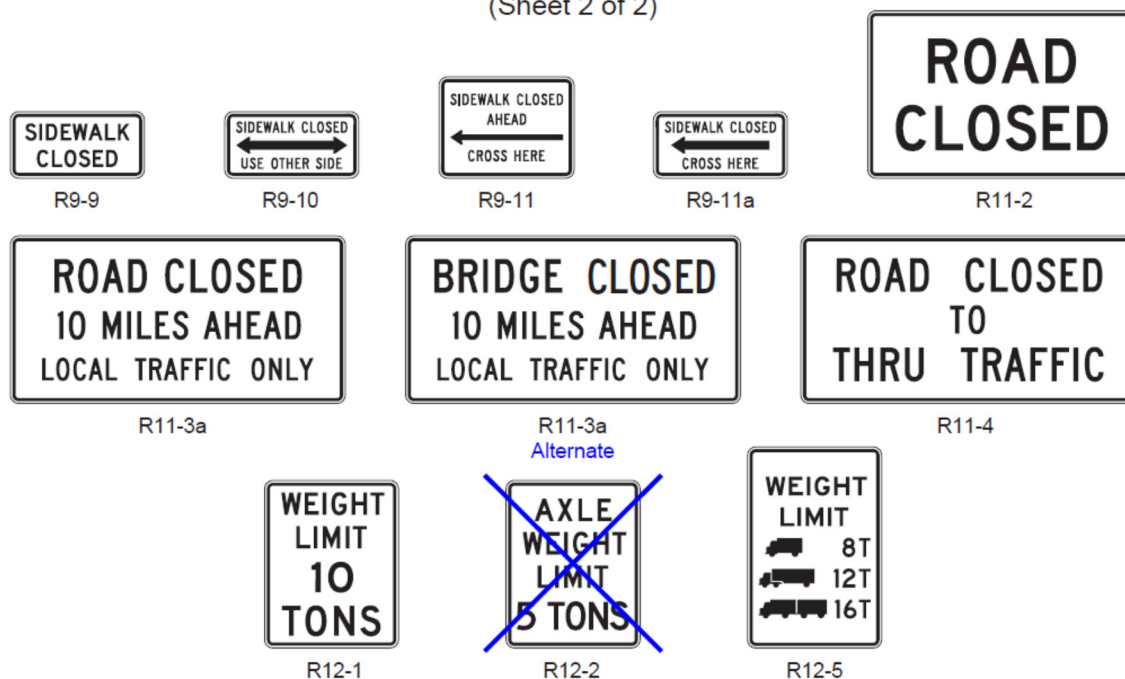 (Sheet 2 of 2)
SIDEWALK
CLOSED
R9-9
SIDEWALK CLOSED
USE OTHER SIDE
R9-10
SIDEWALK CLOSED
AHEAD
CROSS HERE
R9-11
SIDEWALK CLOSED
CROSS HERE
R9-11a
ROAD
CLOSED
R11-2
ROAD CLOSED
10 MILES AHEAD
LOCAL TRAFFIC ONLY
R11-3a
BRIDGE CLOSED
10 MILES AHEAD
LOCAL TRAFFIC ONLY
R11-3a
Alternate
ROAD CLOSED
TO
THRU TRAFFIC
R11-4
WEIGHT
LIMIT
10
TONS
R12-1
AXLE
WEIGHT
LIMIT
5 TONS
R12-2
WEIGHT
LIMIT
8T
12T
16T
R12-5